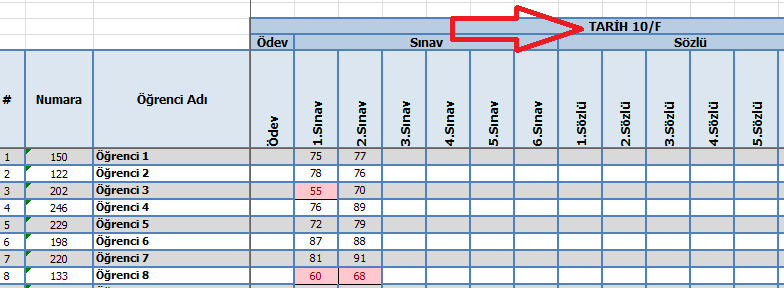 TARİH 10/F
Ödev Sınav Sözlü
# Numara Öğrenci Adı Ödev 1.Sınav 2.Sınav 3.Sınav 4.Sınav 5.Sınav 6.Sınav 1.Sözlü 2.Sözlü 3.Sözlü 4.Sözlü 5.Sözlü
1 150 Öğrenci 1 75 77
2 122 Öğrenci 2 78 76
3 202 Öğrenci 3 55 70
4 246 Öğrenci 4 76 89
5 229 Öğrenci 5 72 79
6 198 Öğrenci 6 87 88
7 220 Öğrenci 7 81 91
8 133 Öğrenci 8 60 68